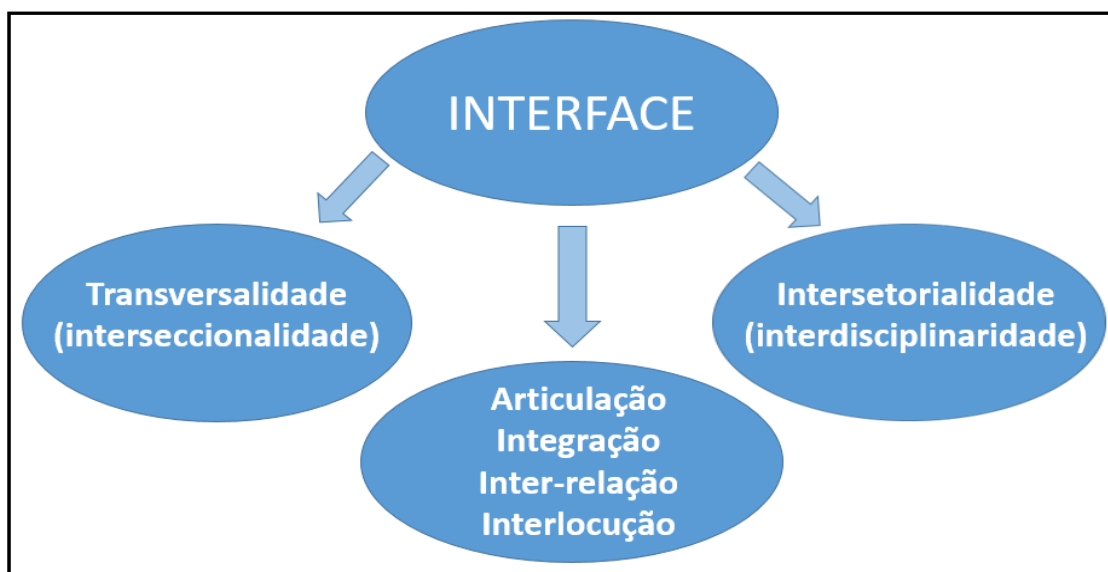 INTERFACE
Transversalidade
(interseccionalidade)
Intersetorialidade
(interdisciplinaridade)
Articulação
Integração
Inter-relação
Interlocução